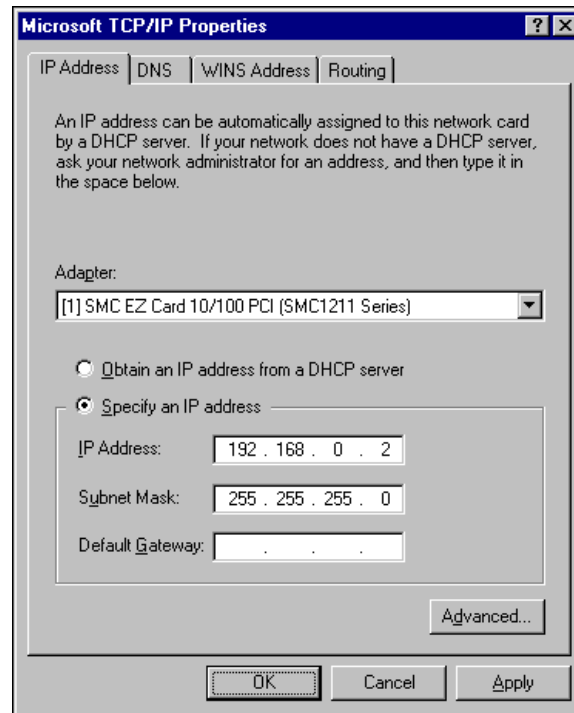 Microsoft TCP/IP Properties
IP Address DNS WINS Address Routing
An IP address can be automatically assigned to this network card
by a DHCP server. If your network does not have a DHCP server,
ask your network administrator for an address, and then type it in
the space below.
Adapter:
[1] SMC EZ Card 10/100 PCI (SMC1211 Series)
Obtain an IP address from a DHCP server
Specify an IP address
IP Address: 192 . 168 . 0 . 2
Subnet Mask: 255 . 255 . 255 . 0
Default Gateway: . . .
Advanced...
OK Cancel Apply